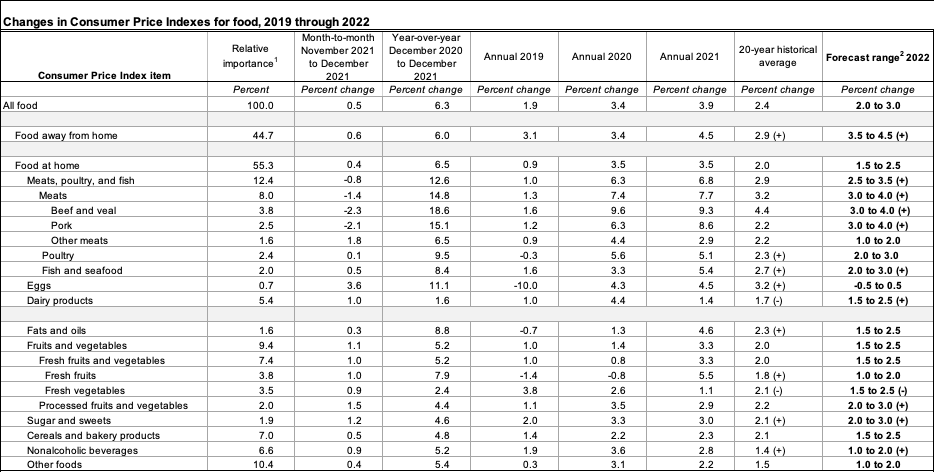 Changes in Consumer Price Indexes for food, 2019 through 2022
Consumer Price Index item Relative importance1 Month-to-month November 2021 to December 2021 Year-over-year December 2020 to December 2021 Annual 2019 Annual 2020 Annual 2021 20-year historical average Forecast range2 2022
Percent Percent change Percent change Percent change Percent change Percent change Percent change Percent change
All food 100.0 0.5 6.3 1.9 3.4 3.9 2.4 2.0 to 3.0
Food away from home 44.7 0.6 6.0 3.1 3.4 4.5 2.9 (+) 3.5 to 4.5 (+)
Food at home 55.3 0.4 6.5 0.9 3.5 3.5 2.0 1.5 to 2.5
Meats, poultry, and fish 12.4 -0.8 12.6 1.0 6.3 6.8 2.9 2.5 to 3.5 (+)
Meats 8.0 -1.4 14.8 1.3 7.4 7.7 3.2 3.0 to 4.0 (+)
Beef and veal 3.8 -2.3 18.6 1.6 9.6 9.3 4.4 3.0 to 4.0 (+)
Pork 2.5 -2.1 15.1 1.2 6.3 8.6 2.2 3.0 to 4.0 (+)
Other meats 1.6 1.8 6.5 0.9 4.4 2.9 2.2 1.0 to 2.0
Poultry 2.4 0.1 9.5 -0.3 5.6 5.1 2.3 (+) 2.0 to 3.0
Fish and seafood 2.0 0.5 8.4 1.6 3.3 5.4 2.7 (+) 2.0 to 3.0 (+)
Eggs 0.7 3.6 11.1 -10.0 4.3 4.5 3.2 (+) -0.5 to 0.5
Dairy products 5.4 1.0 1.6 1.0 4.4 1.4 1.7 (-) 1.5 to 2.5 (+)
Fats and oils 1.6 0.3 8.8 -0.7 1.3 4.6 2.3 (+) 1.5 to 2.5
Fruits and vegetables 9.4 1.1 5.2 1.0 1.4 3.3 2.0 1.5 to 2.5
Fresh fruits and vegetables 7.4 1.0 5.2 1.0 0.8 3.3 2.0 1.5 to 2.5
Fresh fruits 3.8 1.0 7.9 -1.4 -0.8 5.5 1.8 (+) 1.0 to 2.0
Fresh vegetables 3.5 0.9 2.4 3.8 2.6 1.1 2.1 (-) 1.5 to 2.5 (-)
Processed fruits and vegetables 2.0 1.5 4.4 1.1 3.5 2.9 2.2 2.0 to 3.0 (+)
Sugar and sweets 1.9 1.2 4.6 2.0 3.3 3.0 2.1 (+) 2.0 to 3.0 (+)
Cereals and bakery products 7.0 0.5 4.8 1.4 2.2 2.3 2.1 1.5 to 2.5
Nonalcoholic beverages 6.6 0.9 5.2 1.9 3.6 2.8 1.4 (+) 1.0 to 2.0 (+)
Other foods 10.4 0.4 5.4 0.3 3.1 2.2 1.5 1.0 to 2.0